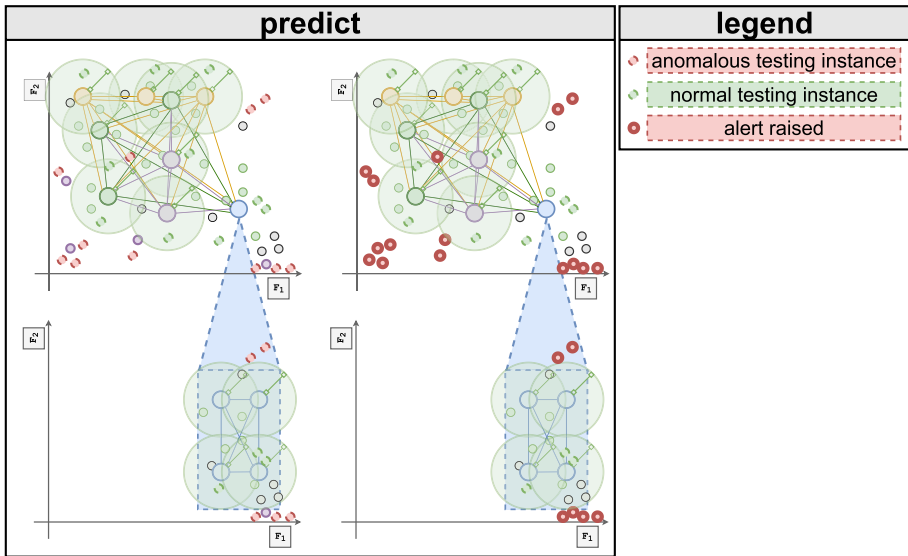 predict
legend
anomalous testing instance
normal testing instance
alert raised
F2
F2
F1
F1
F2
F2
F1
F1